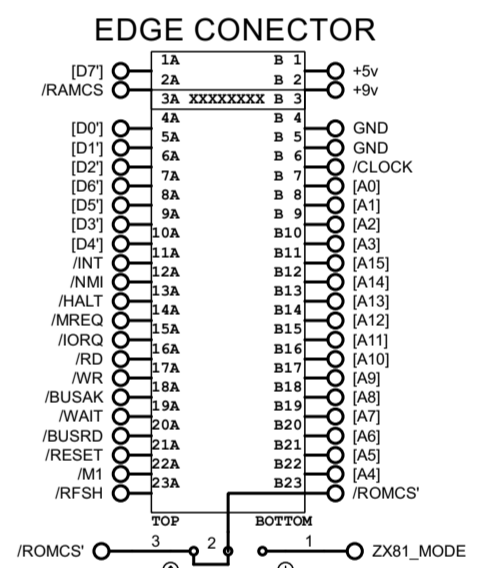 EDGE CONECTOR
1A B 1
[D7'] +5v
2A B 2
/RAMCS +9v
3A XXXXXXXX B 3
4A B 4
[D0'] GND
5A B 5
[D1'] GND
6A B 6
[D2'] /CLOCK
7A B 7
[D6'] [A0]
8A B 8
[D5'] [A1]
9A B 9
[D3'] [A2]
10A B10
[D4'] [A3]
11A B11
/INT [A15]
12A B12
/NMI [A14]
13A B13
/HALT [A13]
14A B14
/MREQ [A12]
15A B15
/IORQ [A11]
16A B16
/RD [A10]
17A B17
/WR [A9]
18A B18
/BUSAK [A8]
19A B19
/WAIT [A7]
20A B20
/BUSRD [A6]
21A B21
/RESET [A5]
22A B22
/M1 [A4]
23A B23
/RFSH /ROMCS'
TOP BOTTOM
3 2 1
/ROMCS' ZX81_MODE